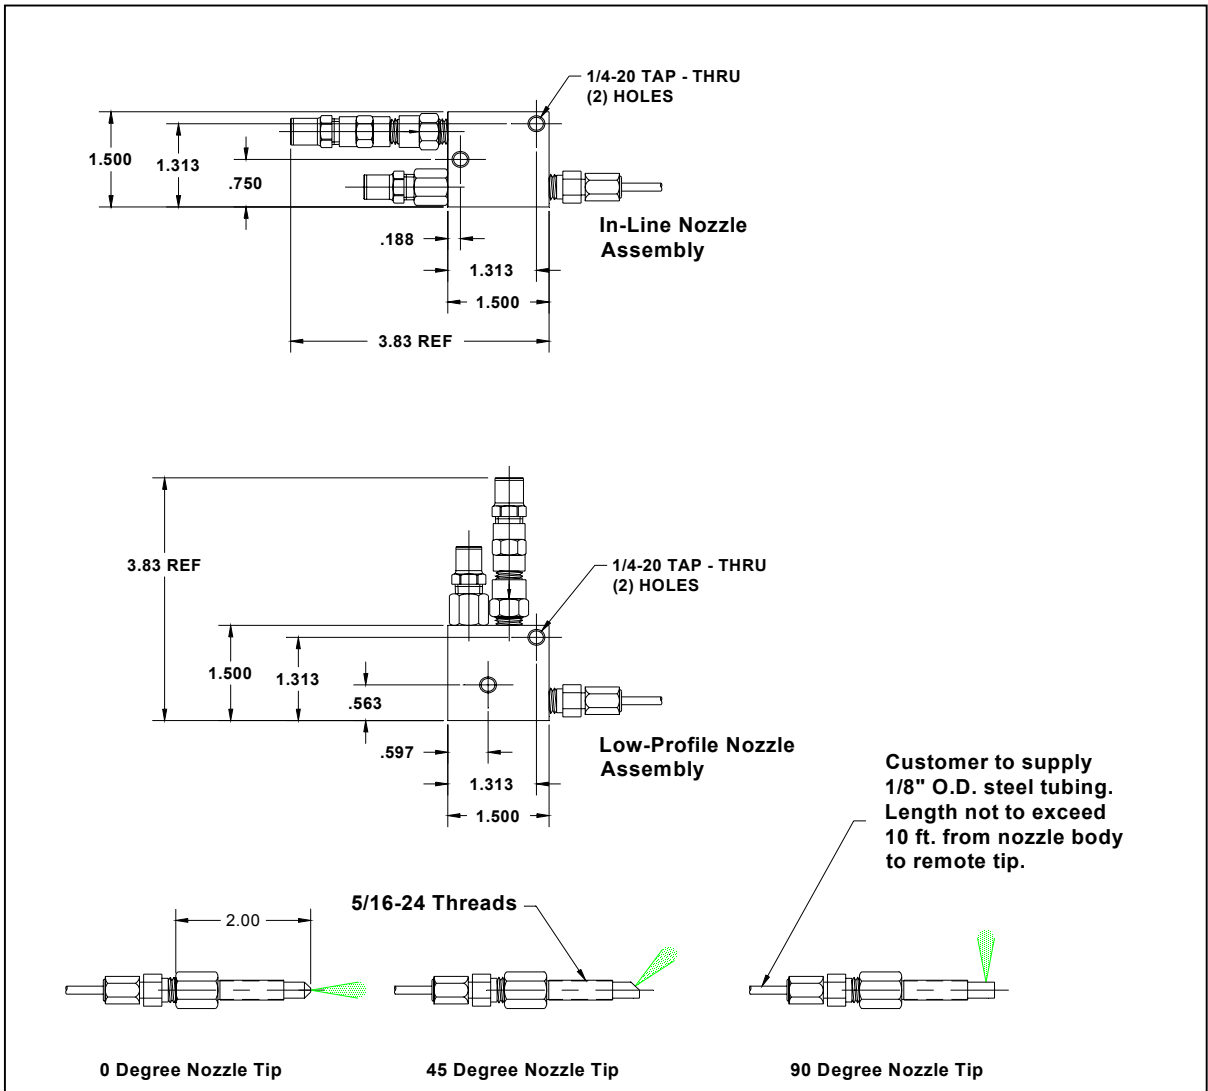 1/4-20 TAP - THRU
(2) HOLES
1.500
1.313
.750
.188
In-Line Nozzle
Assembly
1.313
1.500
3.83 REF
3.83 REF
1/4-20 TAP - THRU
(2) HOLES
1.500
1.313
.563
.597
Low-Profile Nozzle
Assembly
1.313
1.500
Customer to supply
1/8" O.D. steel tubing.
Length not to exceed
10 ft. from nozzle body
to remote tip.
5/16-24 Threads
2.00
0 Degree Nozzle Tip
45 Degree Nozzle Tip
90 Degree Nozzle Tip